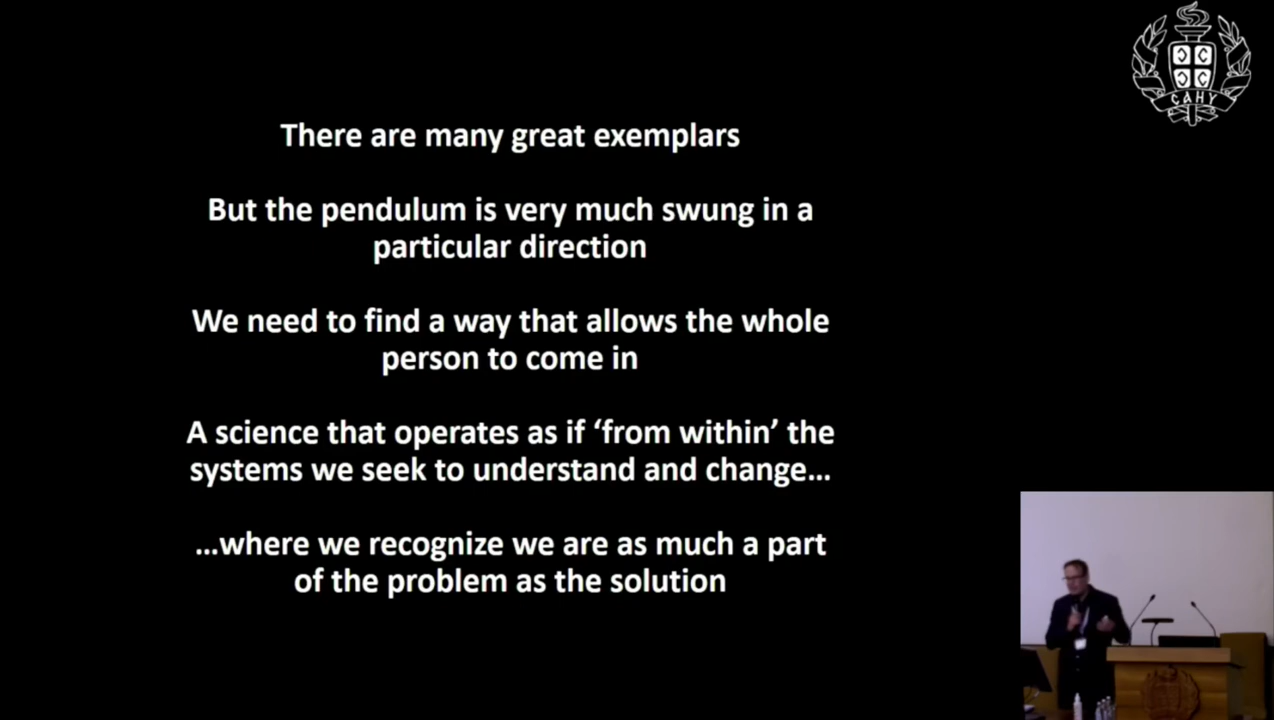 There are many great exemplars
But the pendulum is very much swung in a
particular direction
We need to find a way that allows the whole
person to come in
A science that operates as if ‘from within’ the
systems we seek to understand and change…
…where we recognize we are as much a part
of the problem as the solution
САНУ